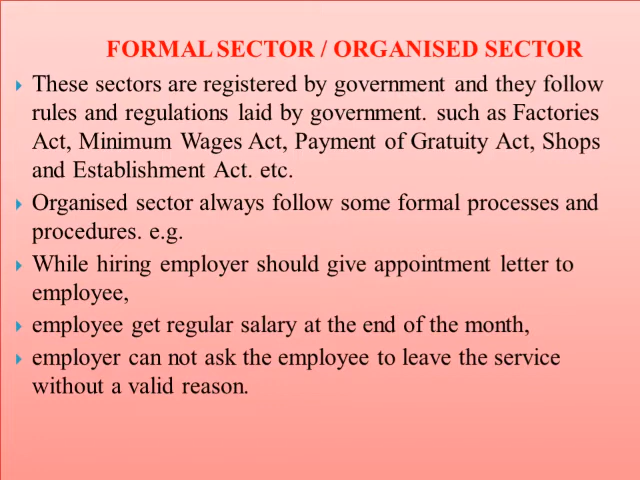 FORMAL SECTOR / ORGANISED SECTOR
These sectors are registered by government and they follow
rules and regulations laid by government. such as Factories
Act, Minimum Wages Act, Payment of Gratuity Act, Shops
and Establishment Act. etc.
Organised sector always follow some formal processes and
procedures. e.g.
While hiring employer should give appointment letter to
employee,
employee get regular salary at the end of the month,
employer can not ask the employee to leave the service
without a valid reason.